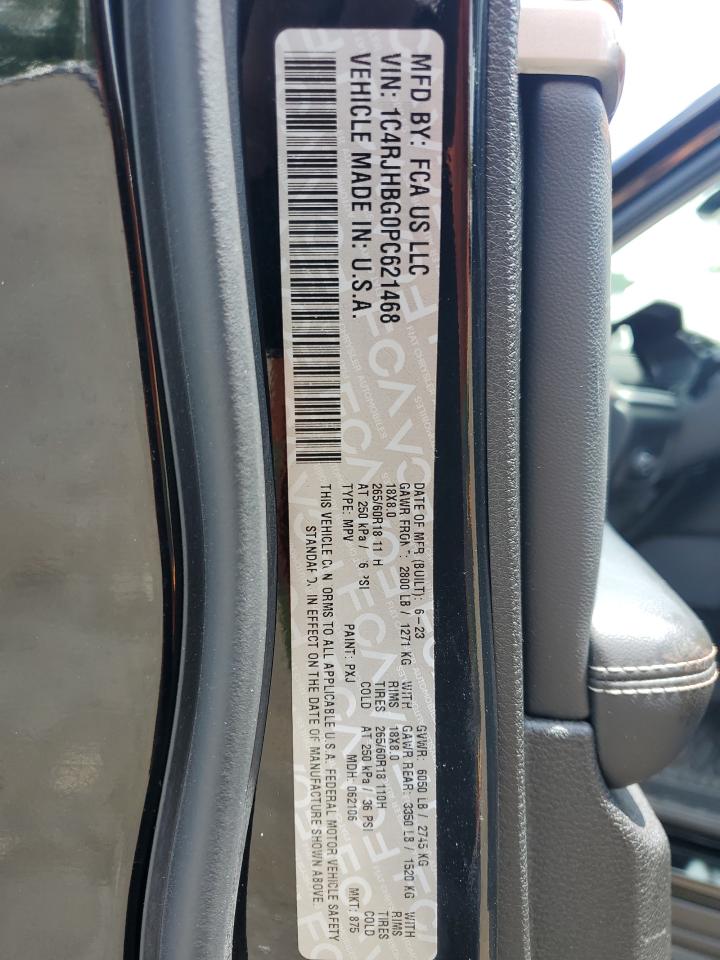 MFD BY: FCA US LLC
VIN: 1C4RJHBG0PC621468
VEHICLE MADE IN: U.S.A.
DATE OF MFR (BUILT): 6-23 GVWR: 6050 LB / 2745 KG
GAWR FRONT: 2800 LB / 1271 KG WITH GAWR REAR: 3350 LB / 1520 KG WITH
18X8.0 RIMS 18X8.0 RIMS
265/60R18 110H TIRES 265/60R18 110H TIRES
AT 250 kPa / 36 PSI COLD AT 250 kPa / 36 PSI COLD
TYPE: MPV PAINT: PXJ MDH: 062106 MKT: 875
THIS VEHICLE CONFORMS TO ALL APPLICABLE U.S.A. FEDERAL MOTOR VEHICLE SAFETY
STANDARDS IN EFFECT ON THE DATE OF MANUFACTURE SHOWN ABOVE.
FCA
FIAT CHRYSLER AUTOMOBILES